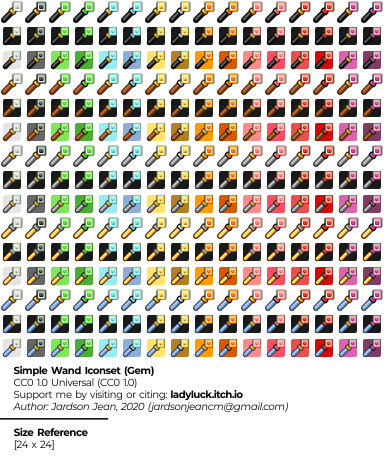 Simple Wand Iconset (Gem)
CC0 1.0 Universal (CC0 1.0)
Support me by visiting or citing: ladyluck.itch.io
Author: Jardson Jean, 2020 (jardsonjeancm@gmail.com)
Size Reference
[24 x 24]